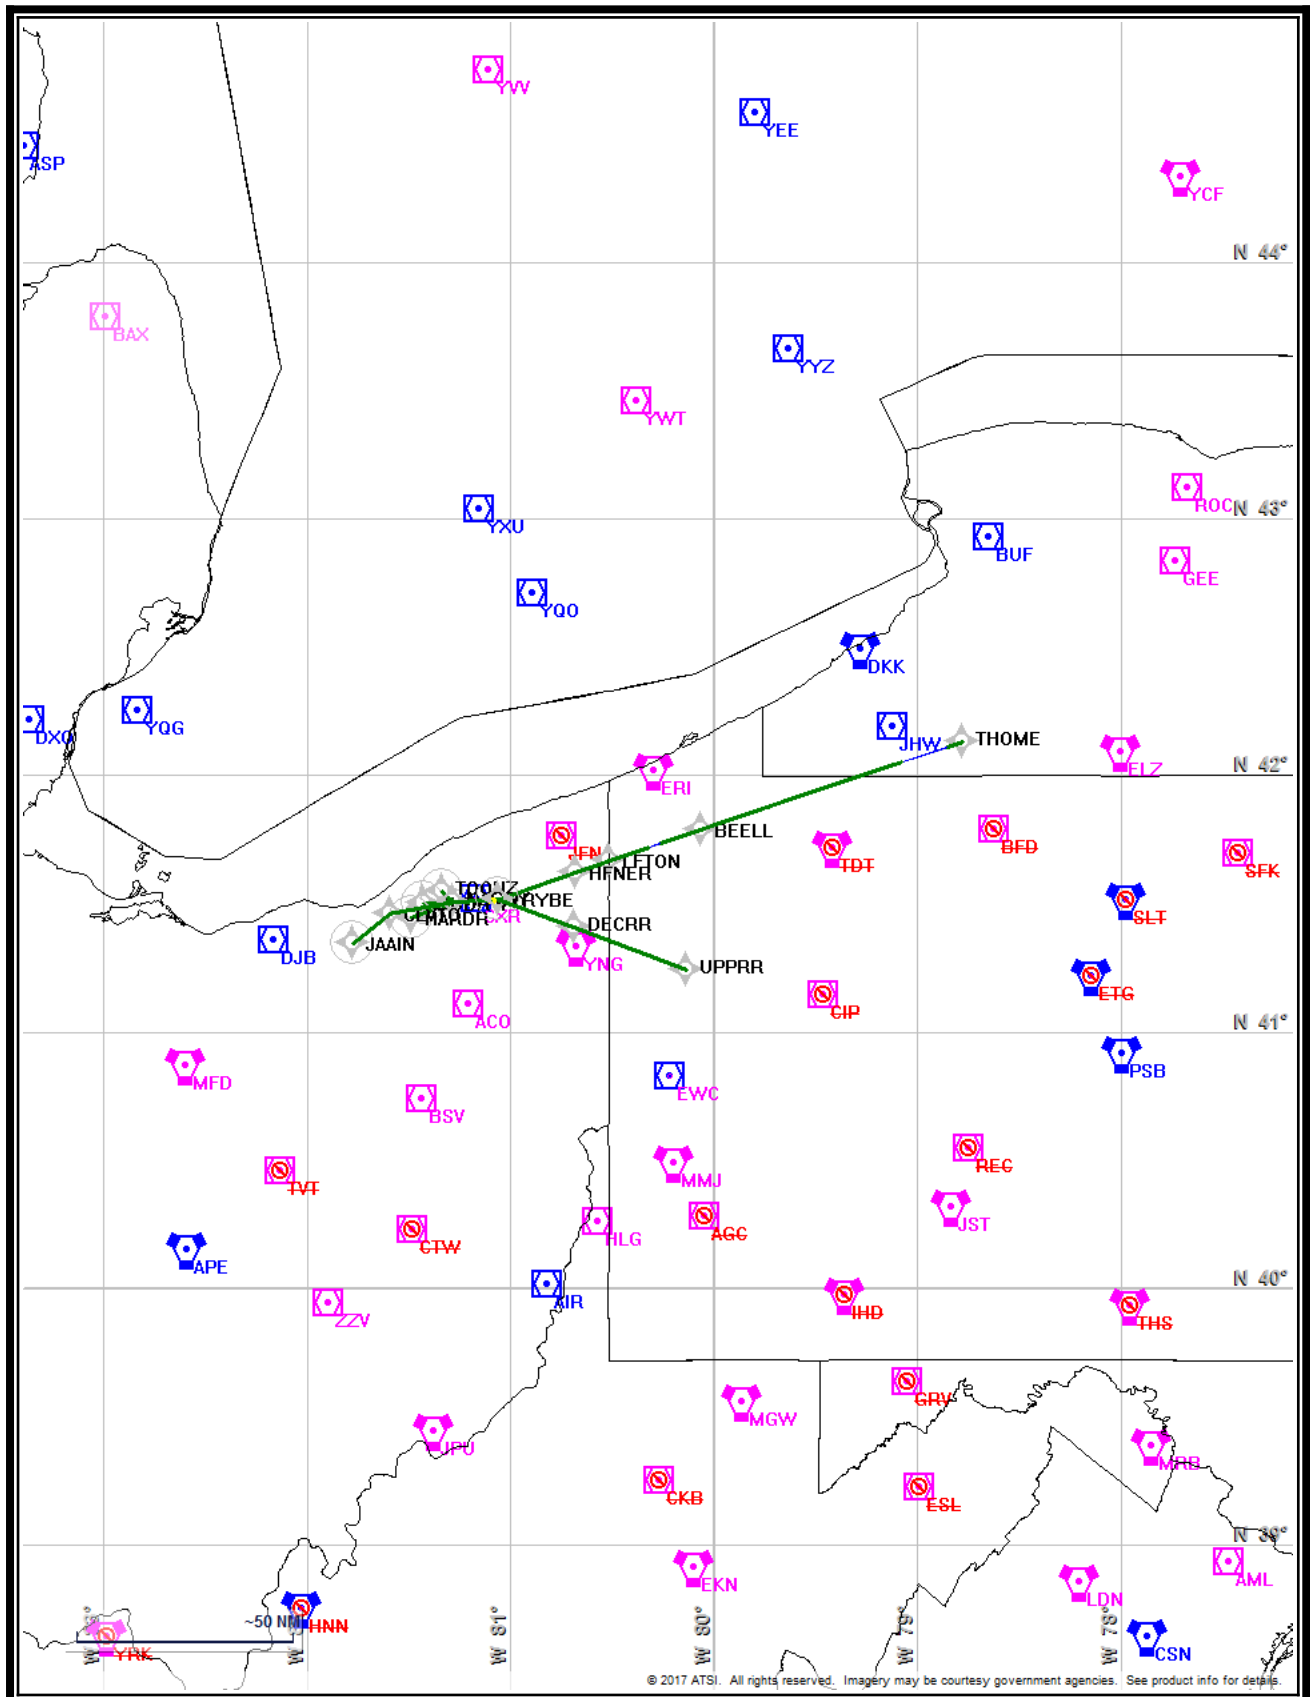 YVV
YEE
ASP
YCF
N 44°
BAX
YYZ
YWT
ROC
N 43°
YXU
BUF
GEE
YQO
DKK
YQG
DXO
JHW
THOME
ELZ
N 42°
ERI
BEELL
JFN
LFTON
TDT
BFD
SFK
HFNER
RYBE
CXR
MARDR
SLT
DECRR
JAAIN
DJB
YNG
UPPRR
ETG
CIP
ACO
N 41°
PSB
MFD
EWC
BSV
REC
TVT
MMJ
JST
AGC
HLG
CTW
APE
N 40°
AIR
IHD
ZZV
THS
GRV
MGW
JPU
MRB
CKB
ESL
N 39°
EKN
AML
LDN
~50 NM
HNN
W 81°
W 80°
W 79°
W 78°
YRK
CSN
© 2017 ATSI. All rights reserved. Imagery may be courtesy government agencies. See product info for details.